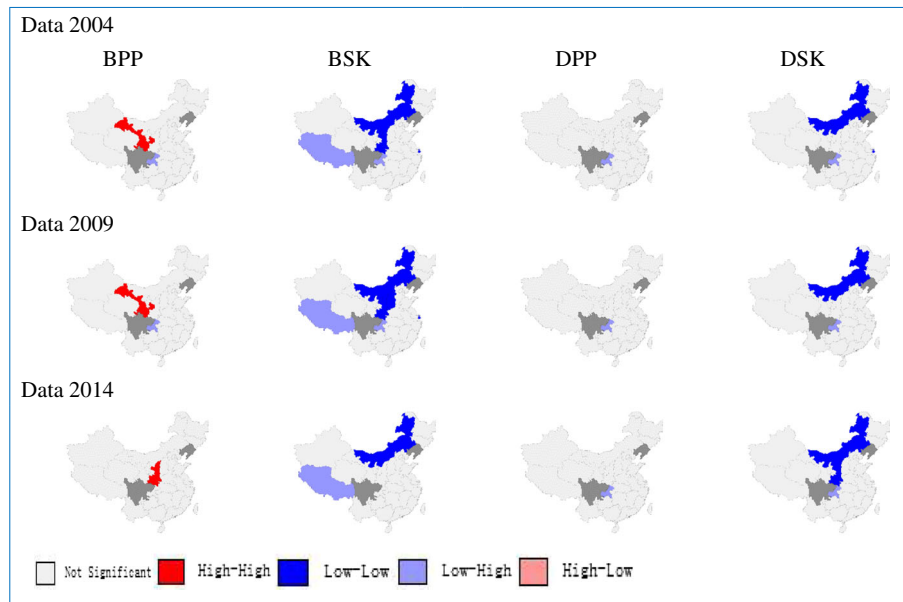 Data 2004
BPP BSK DPP DSK
Data 2009
Data 2014
Not Significant High-High Low-Low Low-High High-Low